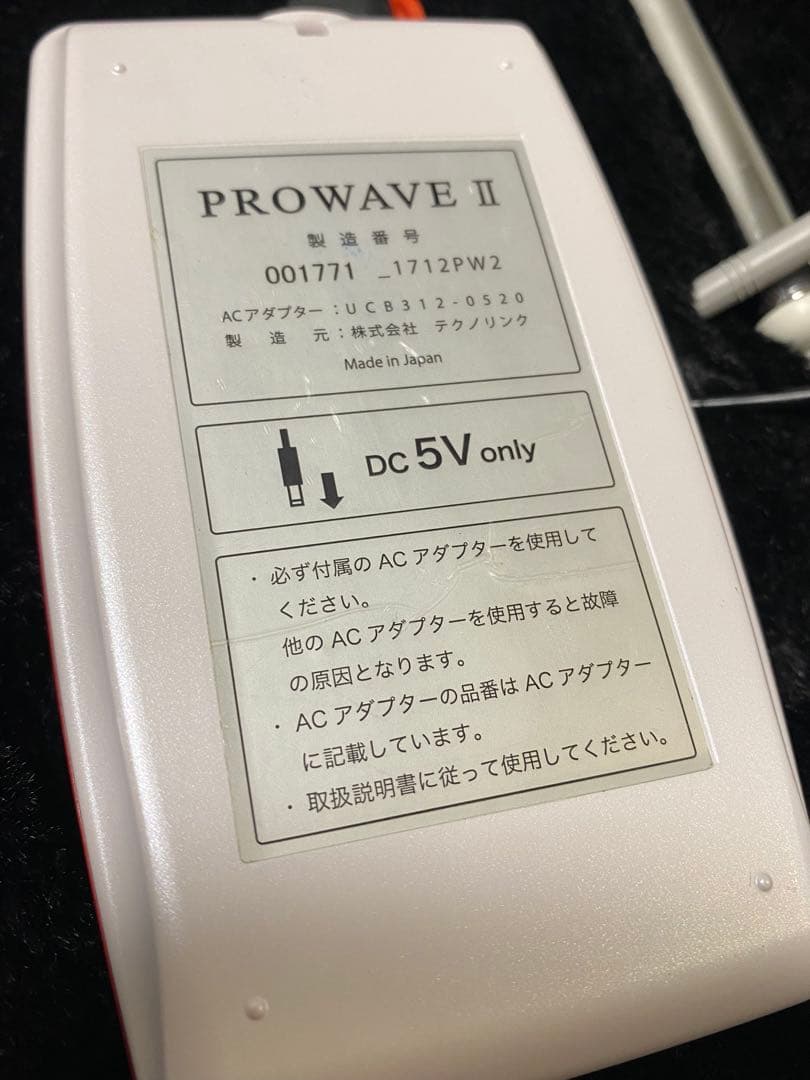 PROWAVE II
製造番号
001771 _1712PW2
ACアダプター：UCB312-0520
製造元：株式会社 テクノリンク
Made in Japan
DC 5V only
・必ず付属の AC アダプターを使用して
ください。
他の AC アダプターを使用すると故障
の原因となります。
・AC アダプターの品番は AC アダプター
に記載しています。
・取扱説明書に従って使用してください。